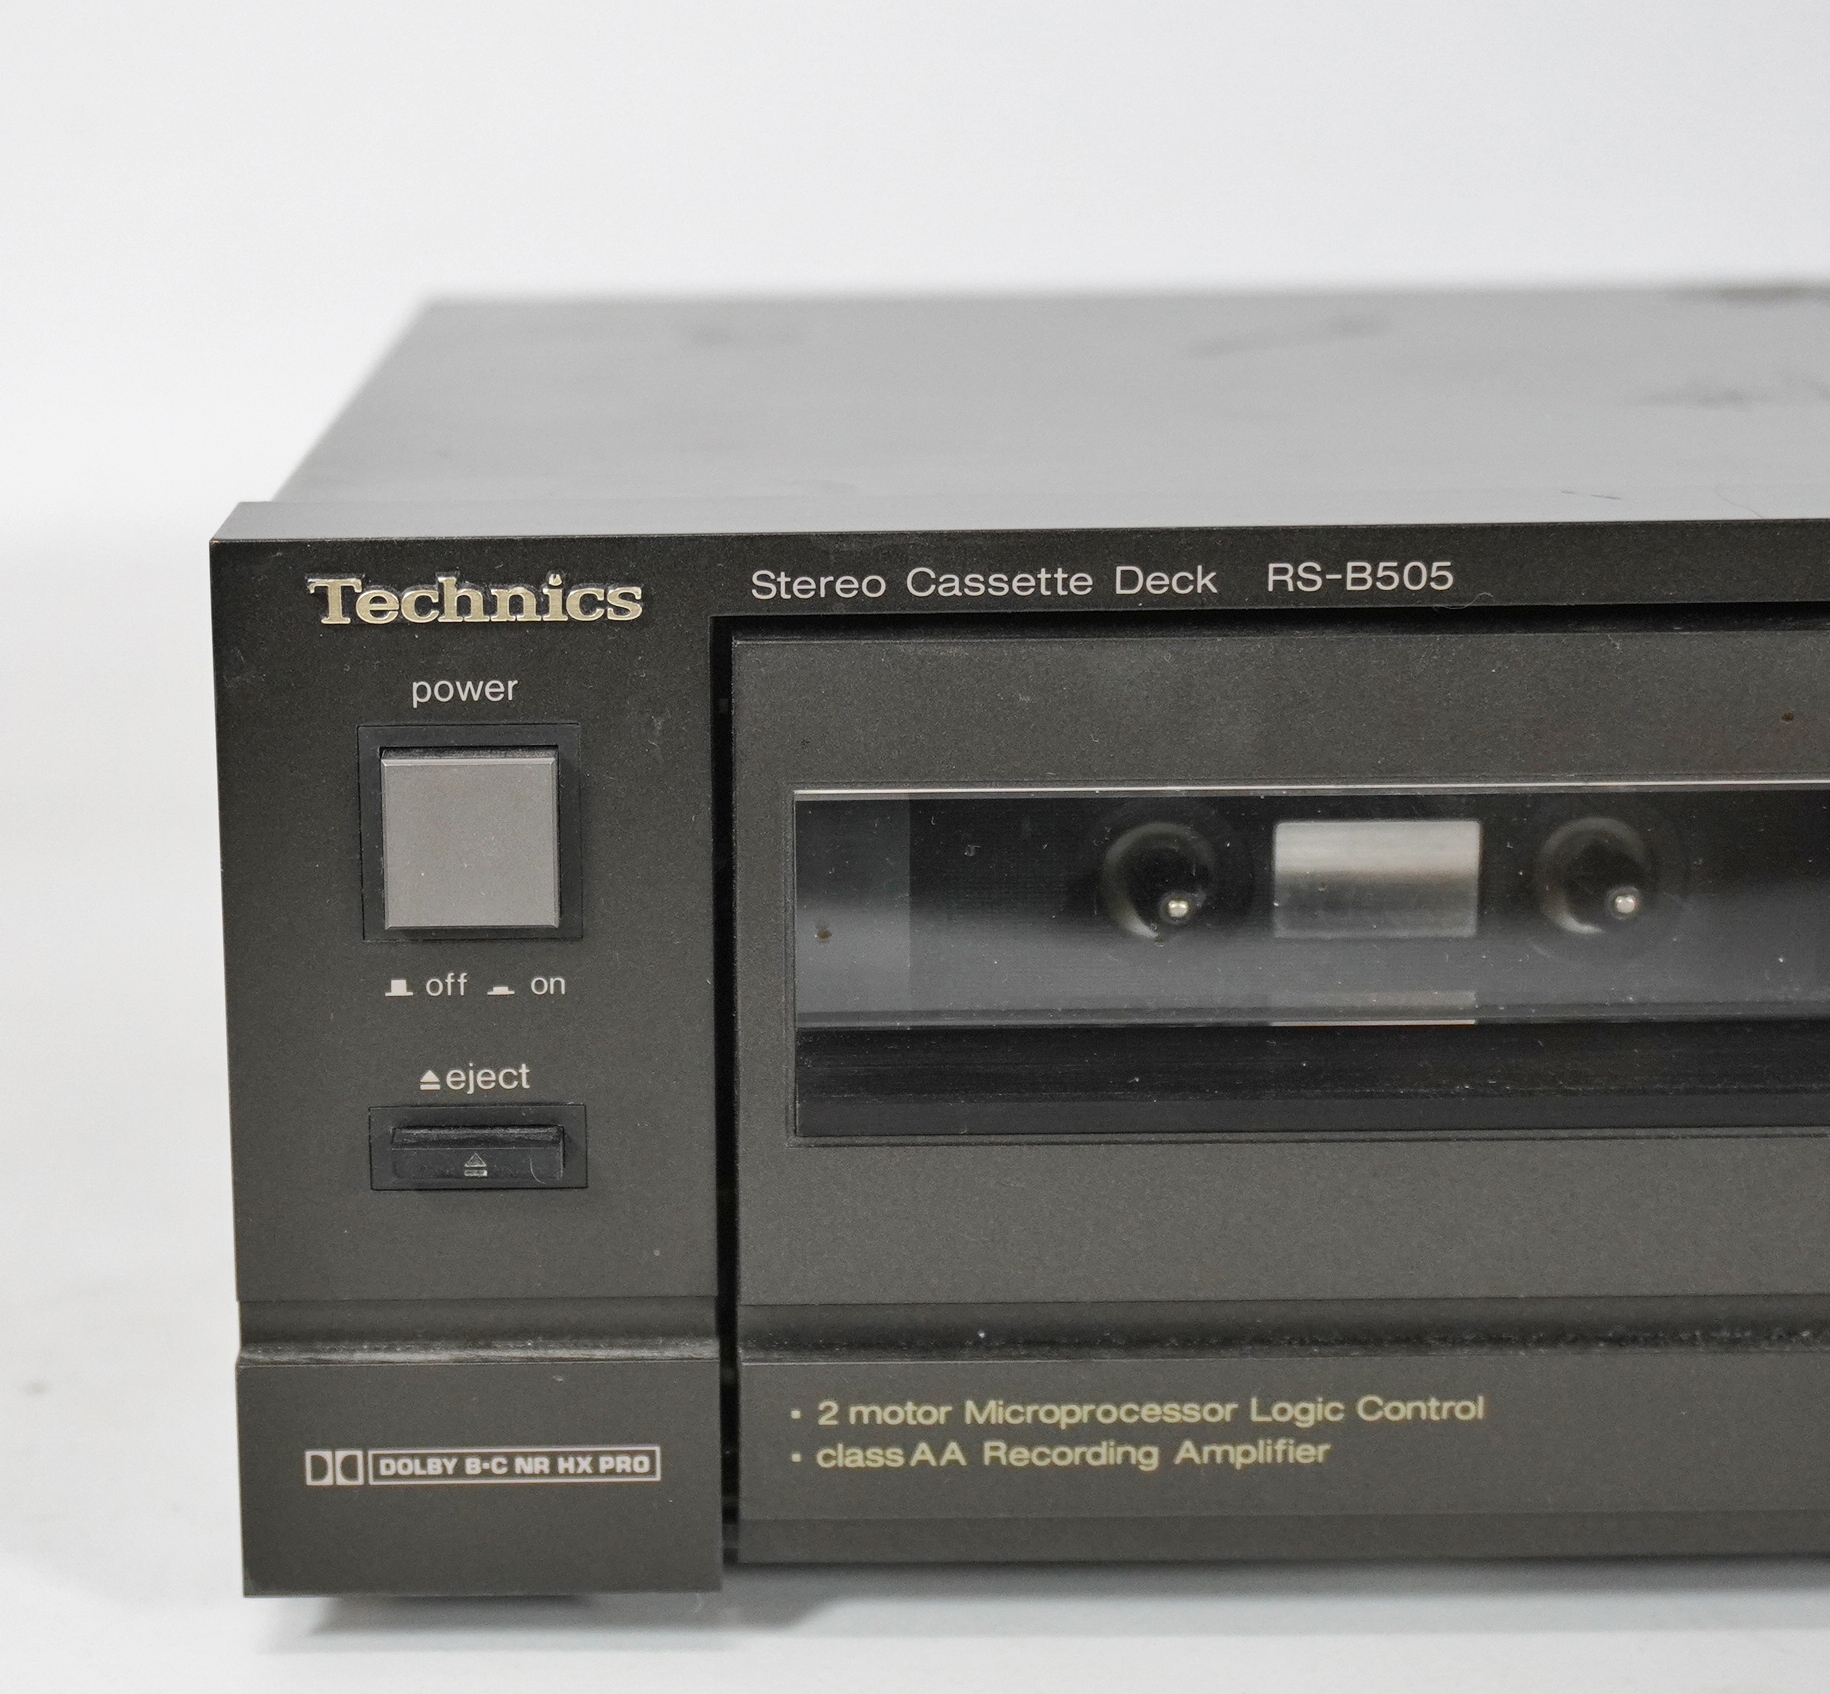 Technics
Stereo Cassette Deck RS-B505
power
off on
eject
DOLBY B·C NR HX PRO
▪ 2 motor Microprocessor Logic Control
▪ class AA Recording Amplifier